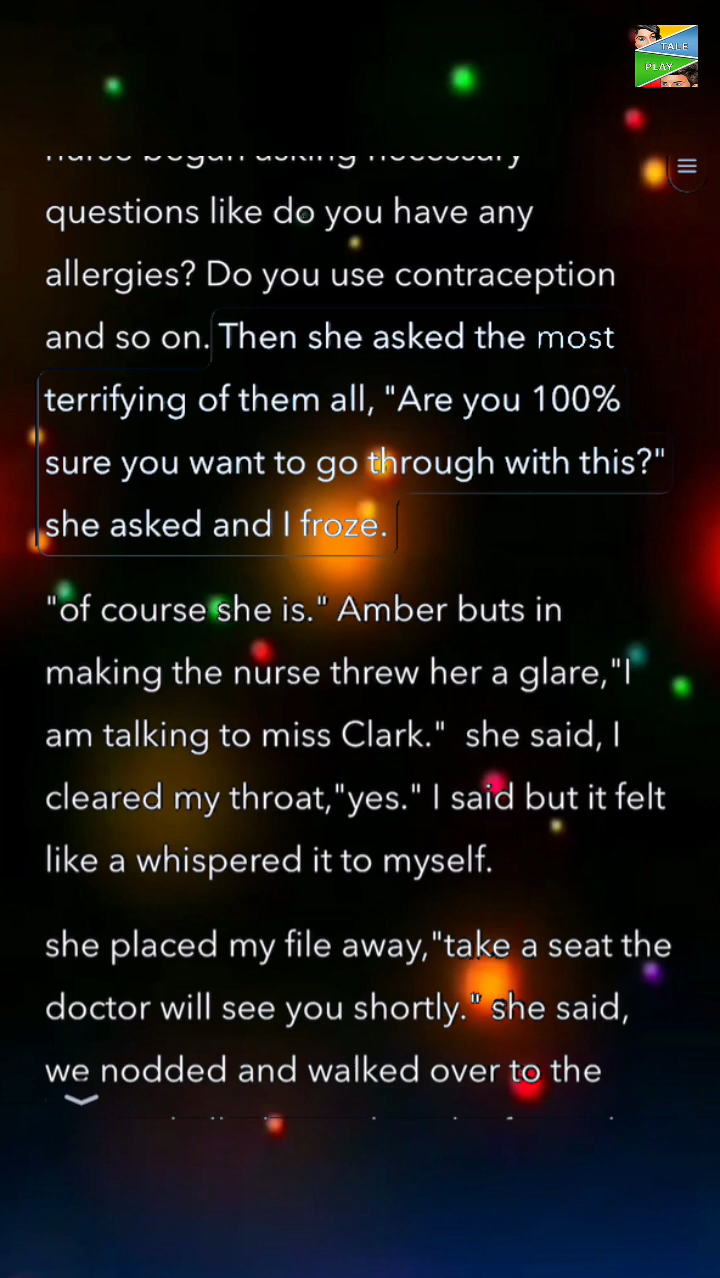 TALE
PLAY
nurse began asking necessary
questions like do you have any
allergies? Do you use contraception
and so on. Then she asked the most
terrifying of them all, "Are you 100%
sure you want to go through with this?"
she asked and I froze.
"of course she is." Amber buts in
making the nurse threw her a glare,"I
am talking to miss Clark."  she said, I
cleared my throat,"yes." I said but it felt
like a whispered it to myself.
she placed my file away,"take a seat the
doctor will see you shortly." she said,
we nodded and walked over to the